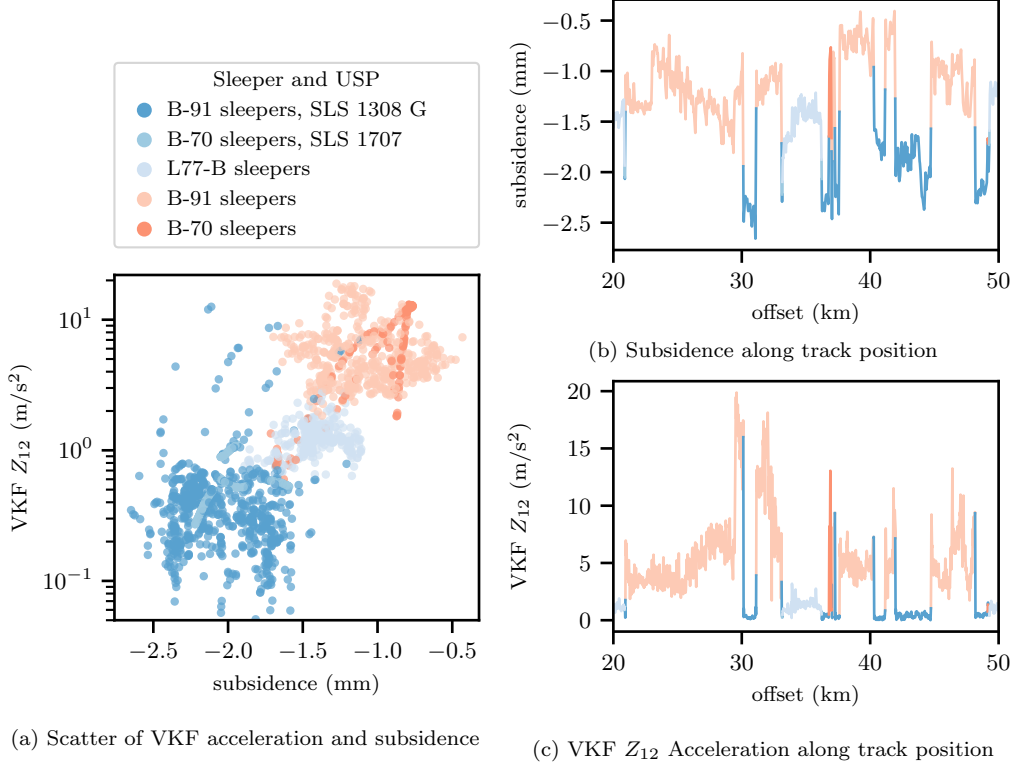 Sleeper and USP
B-91 sleepers, SLS 1308 G
B-70 sleepers, SLS 1707
L77-B sleepers
B-91 sleepers
B-70 sleepers
10¹
10⁰
10⁻¹
VKF Z₁₂ (m/s²)
−2.5 −2.0 −1.5 −1.0 −0.5
subsidence (mm)
(a) Scatter of VKF acceleration and subsidence
−0.5
−1.0
−1.5
−2.0
−2.5
subsidence (mm)
20 30 40 50
offset (km)
(b) Subsidence along track position
20
15
10
5
0
VKF Z₁₂ (m/s²)
20 30 40 50
offset (km)
(c) VKF Z₁₂ Acceleration along track position